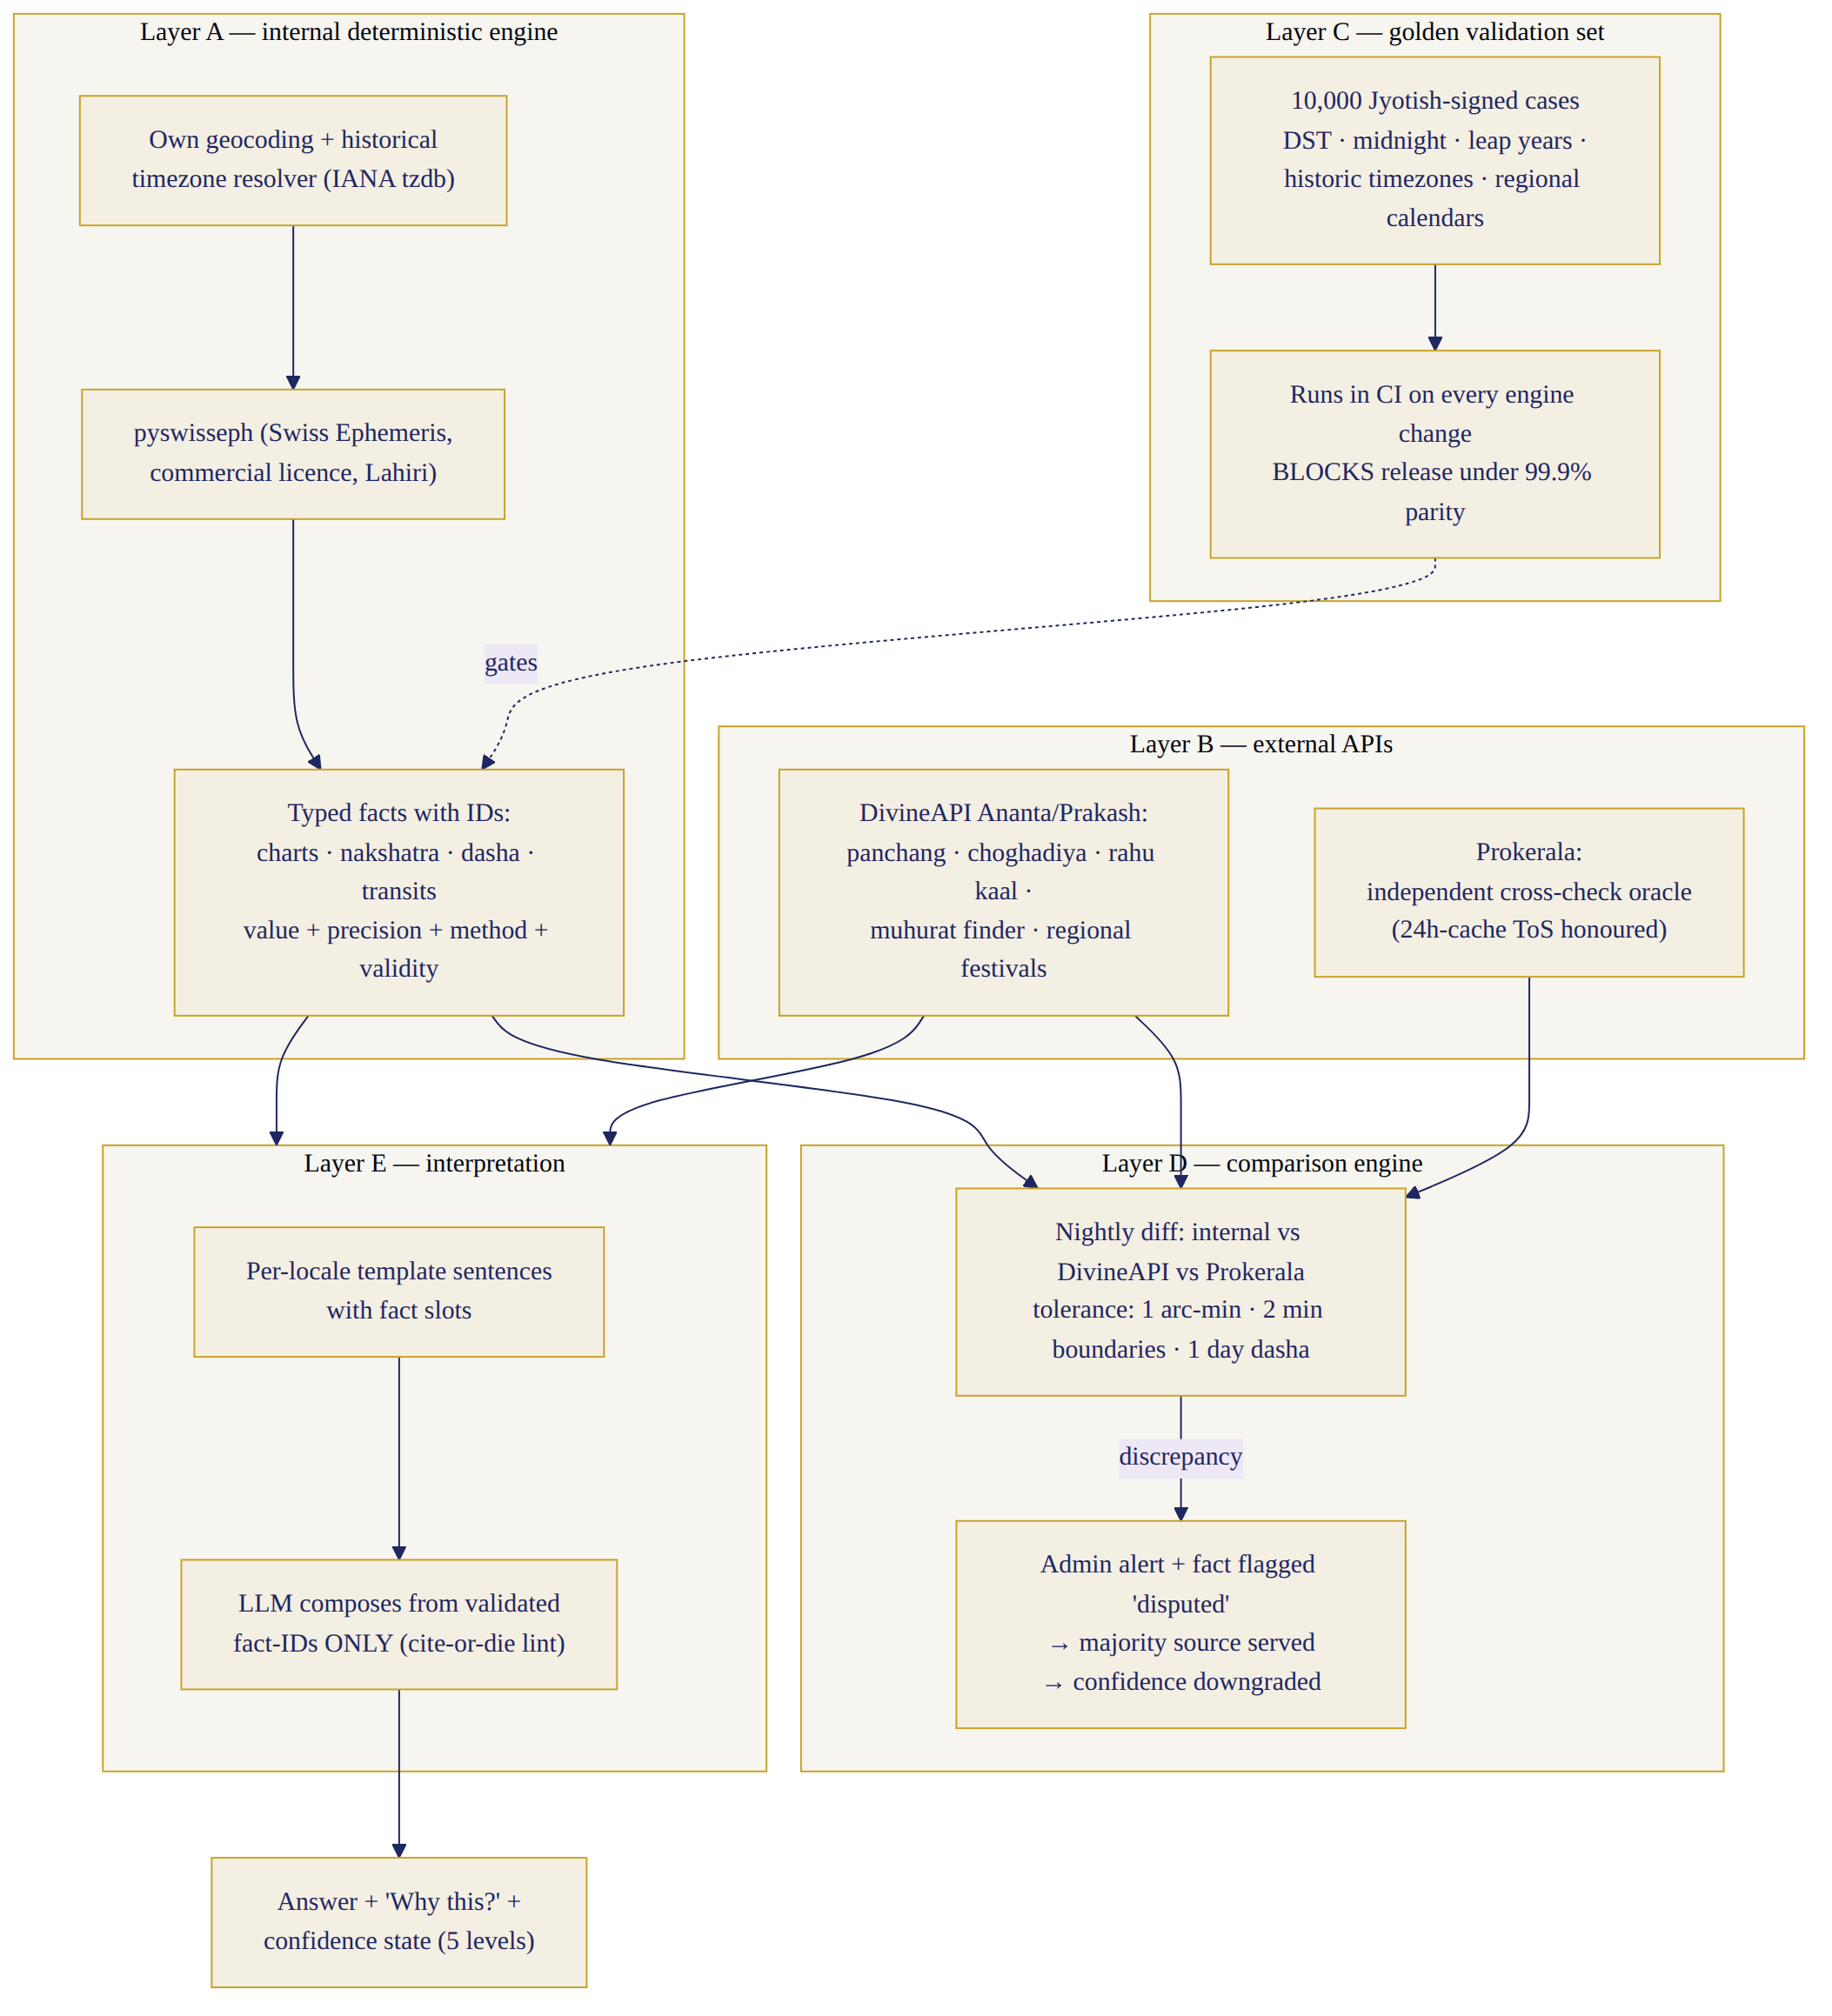 Layer A — internal deterministic engine
Own geocoding + historical
timezone resolver (IANA tzdb)
pyswisseph (Swiss Ephemeris,
commercial licence, Lahiri)
Typed facts with IDs:
charts · nakshatra · dasha ·
transits
value + precision + method +
validity
Layer C — golden validation set
10,000 Jyotish-signed cases
DST · midnight · leap years ·
historic timezones · regional
calendars
Runs in CI on every engine
change
BLOCKS release under 99.9%
parity
gates
Layer B — external APIs
DivineAPI Ananta/Prakash:
panchang · choghadiya · rahu
kaal ·
muhurat finder · regional
festivals
Prokerala:
independent cross-check oracle
(24h-cache ToS honoured)
Layer E — interpretation
Per-locale template sentences
with fact slots
LLM composes from validated
fact-IDs ONLY (cite-or-die lint)
Layer D — comparison engine
Nightly diff: internal vs
DivineAPI vs Prokerala
tolerance: 1 arc-min · 2 min
boundaries · 1 day dasha
discrepancy
Admin alert + fact flagged
'disputed'
→ majority source served
→ confidence downgraded
Answer + 'Why this?' +
confidence state (5 levels)